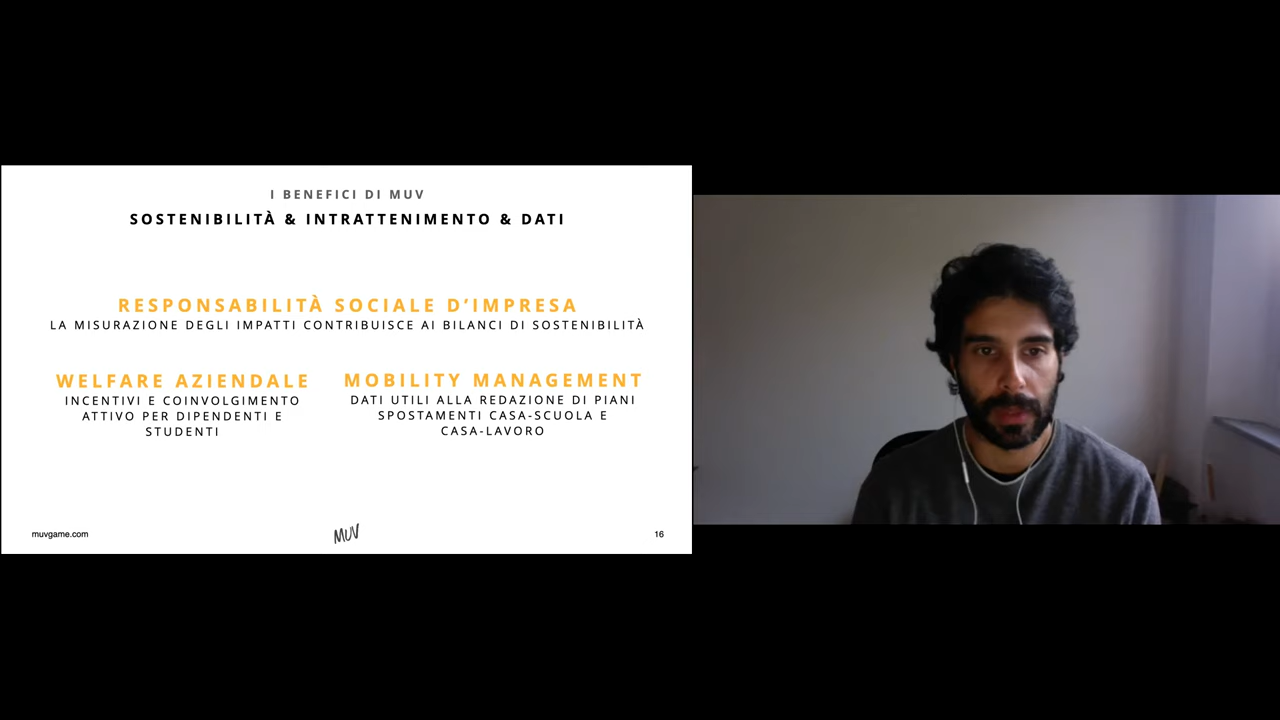 I BENEFICI DI MUV
SOSTENIBILITÀ & INTRATTENIMENTO & DATI
RESPONSABILITÀ SOCIALE D’IMPRESA
LA MISURAZIONE DEGLI IMPATTI CONTRIBUISCE AI BILANCI DI SOSTENIBILITÀ
WELFARE AZIENDALE
INCENTIVI E COINVOLGIMENTO
ATTIVO PER DIPENDENTI E
STUDENTI
MOBILITY MANAGEMENT
DATI UTILI ALLA REDAZIONE DI PIANI
SPOSTAMENTI CASA-SCUOLA E
CASA-LAVORO
muvgame.com
MUV
16